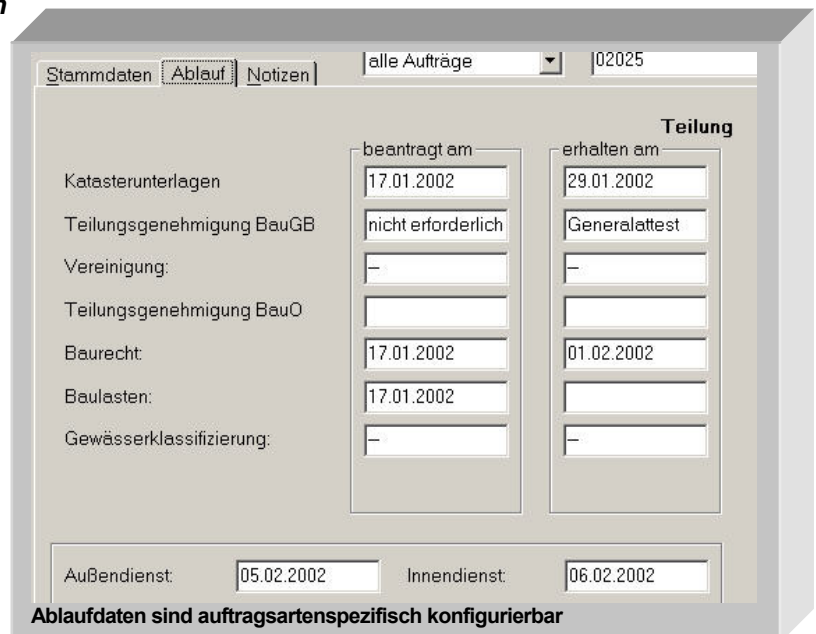 n
alle Aufträge 02025
Stammdaten Ablauf Notizen
Teilung
beantragt am erhalten am
Katasterunterlagen 17.01.2002 29.01.2002
Teilungsgenehmigung BauGB nicht erforderlich Generalattest
Vereinigung: – –
Teilungsgenehmigung BauO
Baurecht: 17.01.2002 01.02.2002
Baulasten: 17.01.2002
Gewässerklassifizierung: – –
Außendienst: 05.02.2002 Innendienst: 06.02.2002
Ablaufdaten sind auftragsartenspezifisch konfigurierbar